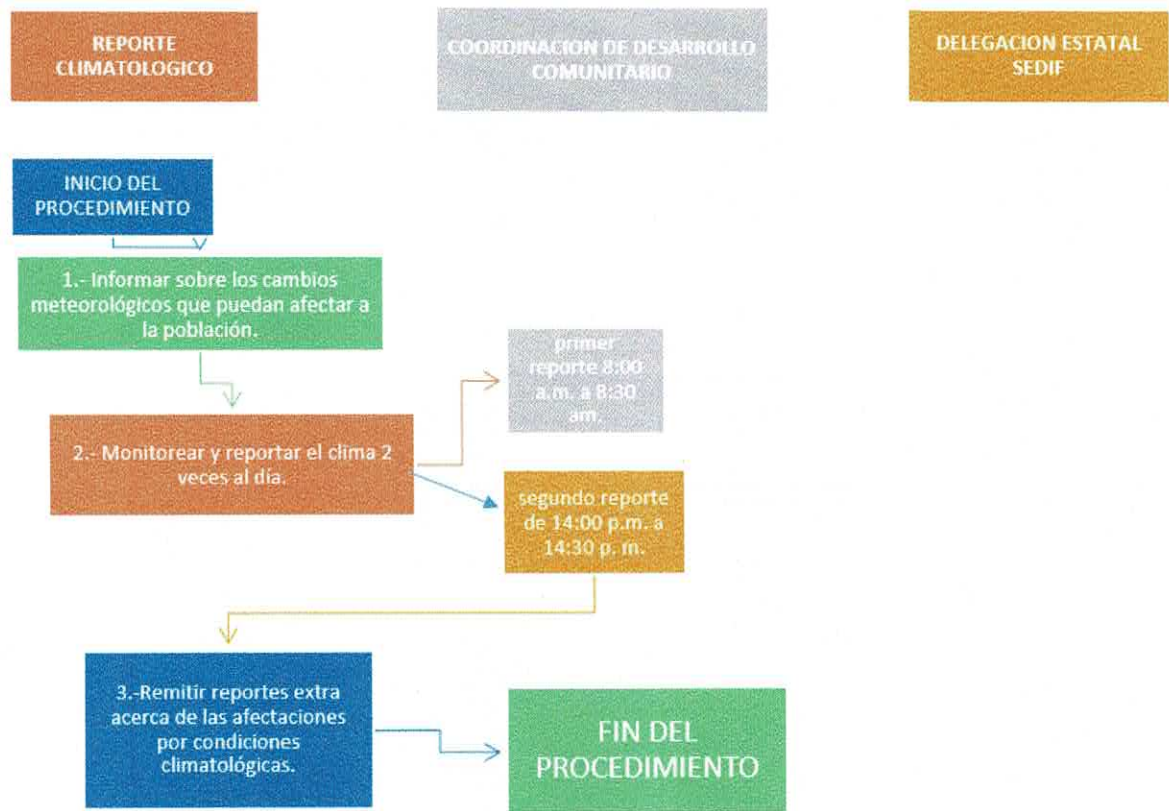 REPORTE
CLIMATOLOGICO
COORDINACION DE DESARROLLO
COMUNITARIO
DELEGACION ESTATAL
SEDIF
INICIO DEL
PROCEDIMIENTO
1.- Informar sobre los cambios
meteorológicos que puedan afectar a
la población.
primer
reporte 8:00
a.m. a 8:30
am.
2.- Monitorear y reportar el clima 2
veces al día.
segundo reporte
de 14:00 p.m. a
14:30 p. m.
3.-Remitir reportes extra
acerca de las afectaciones
por condiciones
climatológicas.
FIN DEL
PROCEDIMIENTO